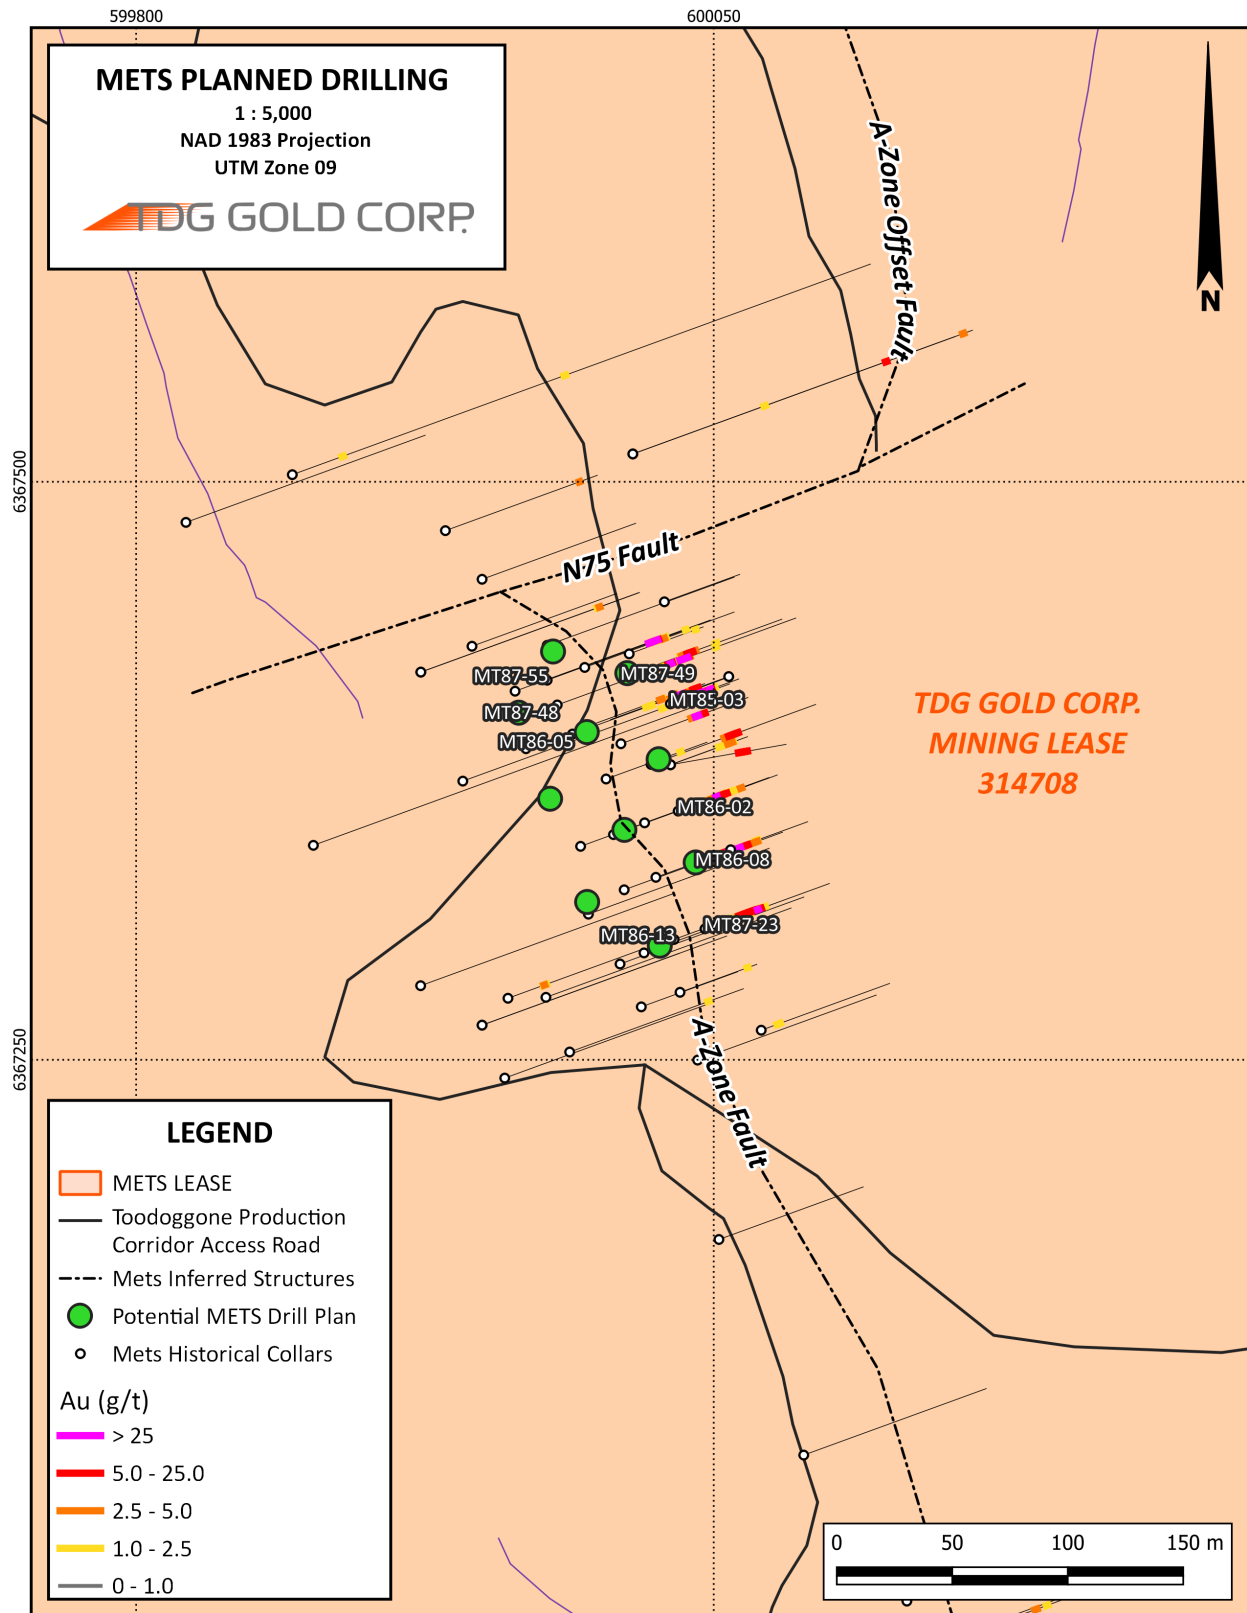 599800
600050
METS PLANNED DRILLING
1 : 5,000
NAD 1983 Projection
UTM Zone 09
TDG GOLD CORP.
A-Zone Offset Fault
N
6367500
N75 Fault
MT87-55
MT87-49
MT85-03
MT87-48
MT86-05
TDG GOLD CORP.
MINING LEASE
314708
MT86-02
MT86-08
MT87-23
MT86-13
6367250
A-Zone Fault
LEGEND
METS LEASE
Toodoggone Production
Corridor Access Road
Mets Inferred Structures
Potential METS Drill Plan
Mets Historical Collars
Au (g/t)
> 25
5.0 - 25.0
2.5 - 5.0
1.0 - 2.5
0 - 1.0
0 50 100 150 m